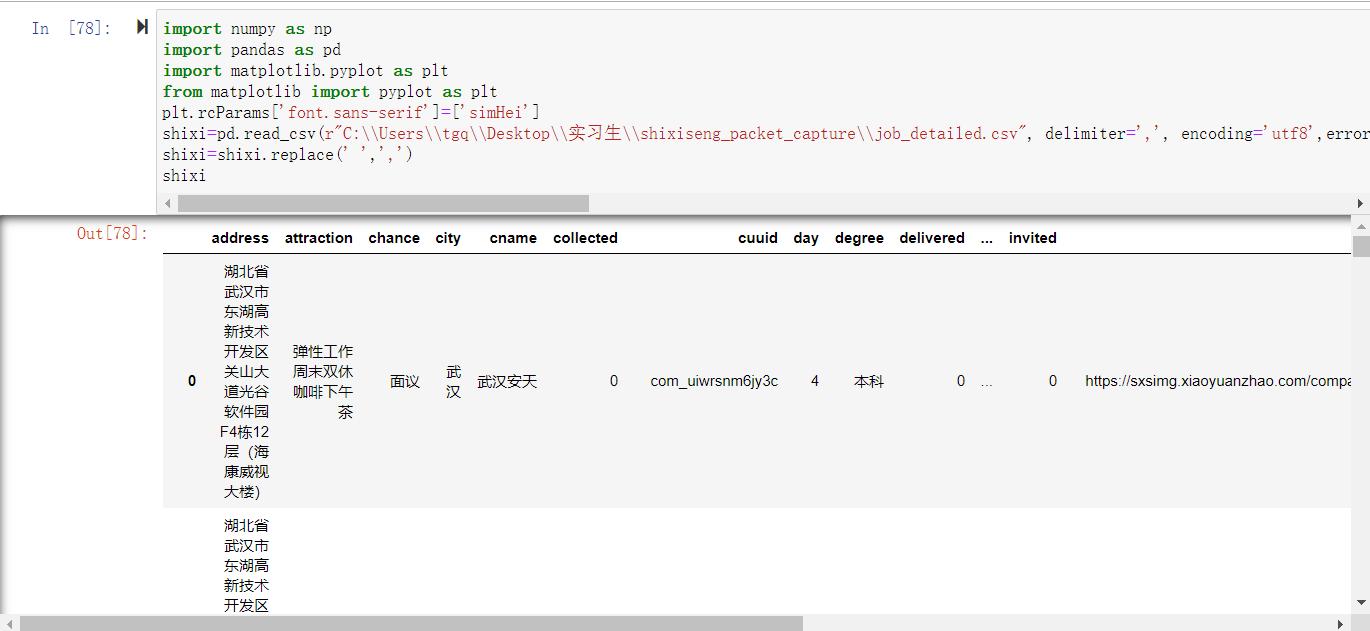 In [78]:
import numpy as np
import pandas as pd
import matplotlib.pyplot as plt
from matplotlib import pyplot as plt
plt.rcParams['font.sans-serif']=['simHei']
shixi=pd.read_csv(r"C:\\Users\\tgq\\Desktop\\实习生\\shixiseng_packet_capture\\job_detailed.csv", delimiter=',', encoding='utf8',error
shixi=shixi.replace(' ',',')
shixi
Out[78]:
address attraction chance city cname collected cuuid day degree delivered ... invited
湖北省
武汉市
东湖高
新技术
开发区
关山大
道光谷
软件园
F4栋12
层（海
康威视
大楼）
弹性工作
周末双休
咖啡下午
茶
武
汉
0 面议 武汉安天 0 com_uiwrsnm6jy3c 4 本科 0 ... 0 https://sxsimg.xiaoyuanzhao.com/compa
湖北省
武汉市
东湖高
新技术
开发区